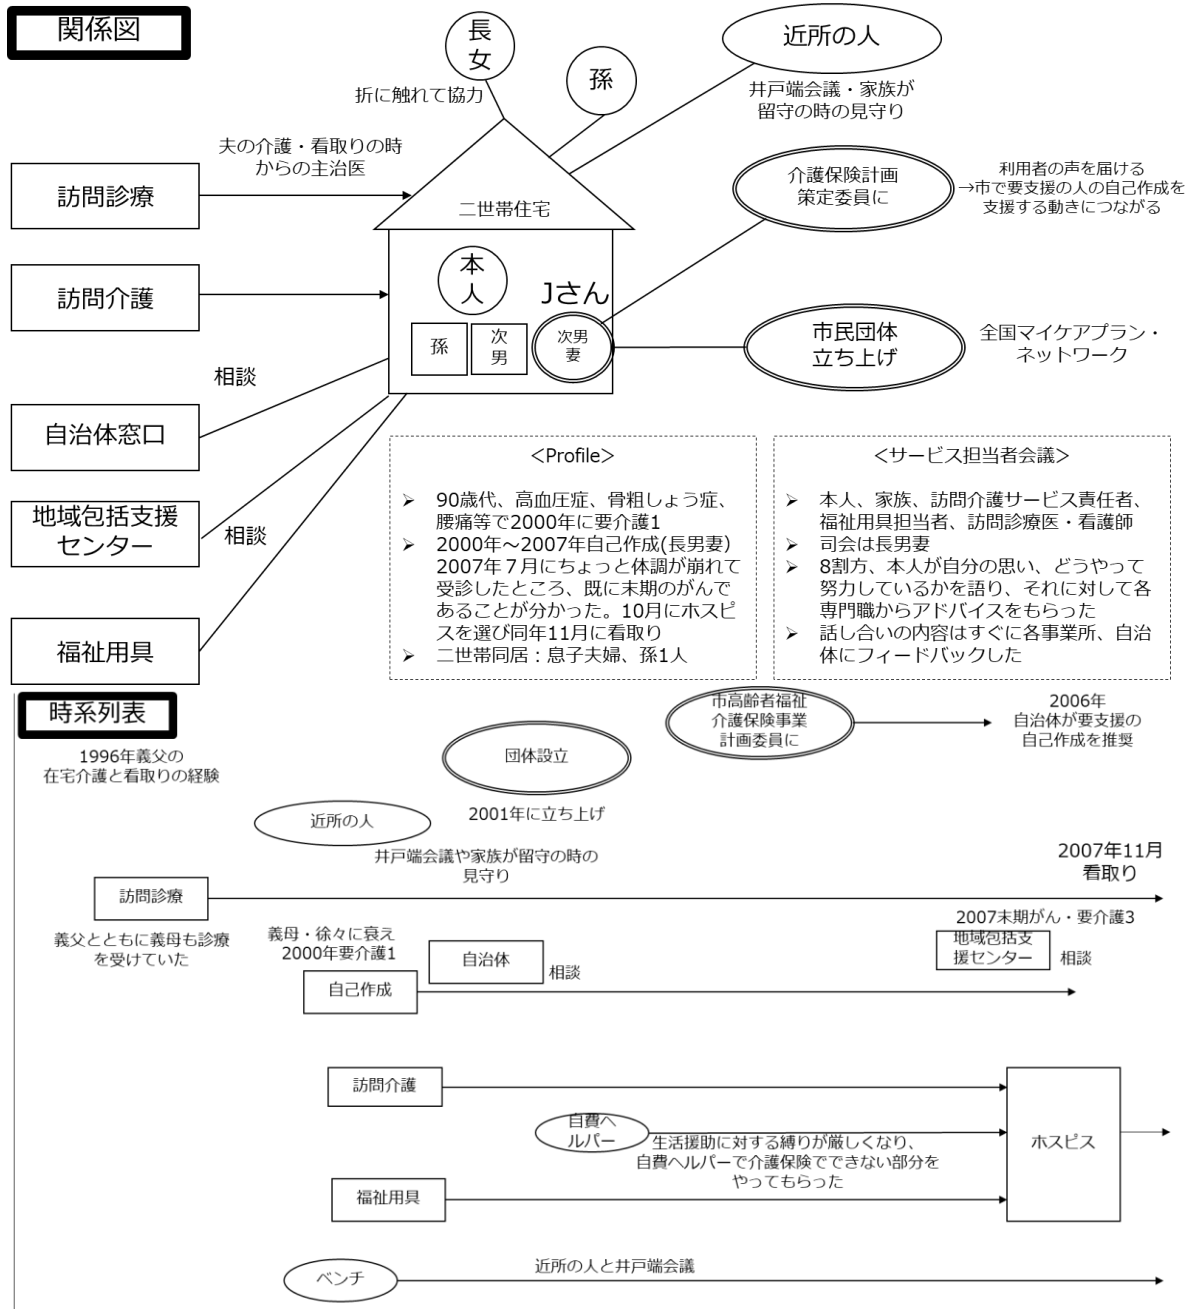 関係図
長
女
孫
近所の人
折に触れて協力
井戸端会議・家族が
留守の時の見守り
夫の介護・看取りの時
からの主治医
訪問診療
二世帯住宅
介護保険計画
策定委員に
利用者の声を届ける
→市で要支援の人の自己作成を
支援する動きにつながる
訪問介護
本
人
Jさん
孫
次
男
次男
妻
市民団体
立ち上げ
全国マイケアプラン・
ネットワーク
相談
自治体窓口
地域包括支援
センター
相談
福祉用具
<Profile>
➢ 90歳代、高血圧症、骨粗しょう症、
腰痛等で2000年に要介護1
➢ 2000年～2007年自己作成(長男妻）
2007年７月にちょっと体調が崩れて
受診したところ、既に末期のがんで
あることが分かった。10月にホスピ
スを選び同年11月に看取り
➢ 二世帯同居：息子夫婦、孫1人
<サービス担当者会議>
➢ 本人、家族、訪問介護サービス責任者、
福祉用具担当者、訪問診療医・看護師
➢ 司会は長男妻
➢ 8割方、本人が自分の思い、どうやって
努力しているかを語り、それに対して各
専門職からアドバイスをもらった
➢ 話し合いの内容はすぐに各事業所、自治
体にフィードバックした
時系列表
1996年義父の
在宅介護と看取りの経験
団体設立
2001年に立ち上げ
市高齢者福祉
介護保険事業
計画委員に
2006年
自治体が要支援の
自己作成を推奨
近所の人
井戸端会議や家族が留守の時の
見守り
2007年11月
看取り
訪問診療
義父とともに義母も診療
を受けていた
義母・徐々に衰え
2000年要介護1
自治体
相談
自己作成
2007末期がん・要介護3
地域包括支
援センター
相談
訪問介護
自費ヘ
ルパー
生活援助に対する縛りが厳しくなり、
自費ヘルパーで介護保険でできない部分を
やってもらった
ホスピス
福祉用具
ベンチ
近所の人と井戸端会議